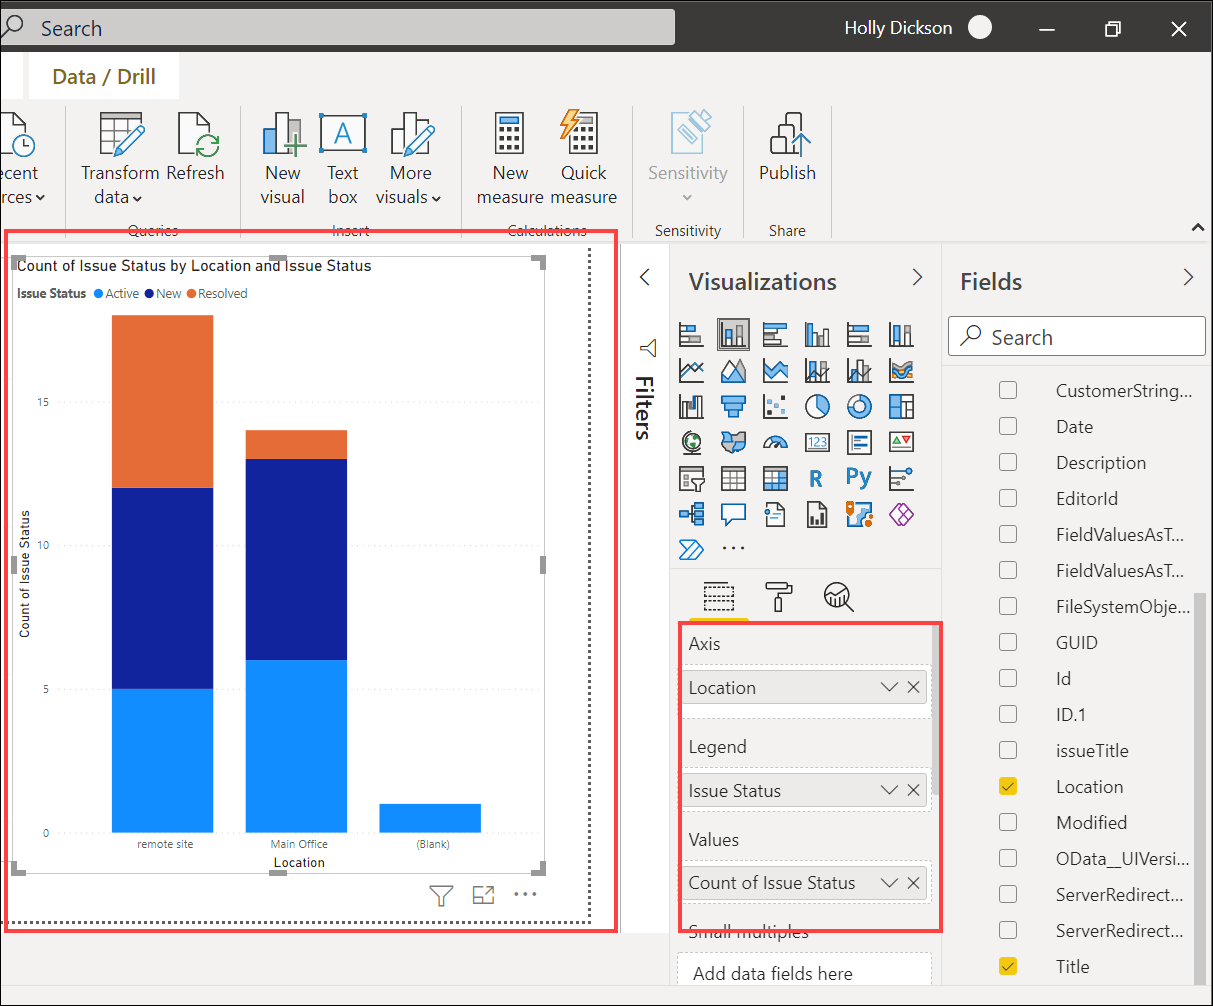 Search
Holly Dickson
Data / Drill
ecent
rces
Transform
data
Refresh
Queries
New
visual
Text
box
More
visuals
Insert
New
measure
Quick
measure
Calculations
Sensitivity
Sensitivity
Publish
Share
Count of Issue Status by Location and Issue Status
Issue Status Active New Resolved
Count of Issue Status
15
10
5
0
remote site
Main Office
(Blank)
Location
Filters
Visualizations
123
R
Py
Axis
Location
Legend
Issue Status
Values
Count of Issue Status
Small multiples
Add data fields here
Fields
Search
CustomerString...
Date
Description
EditorId
FieldValuesAsT...
FieldValuesAsT...
FileSystemObje...
GUID
Id
ID.1
issueTitle
Location
Modified
OData__UIVersi...
ServerRedirect...
ServerRedirect...
Title